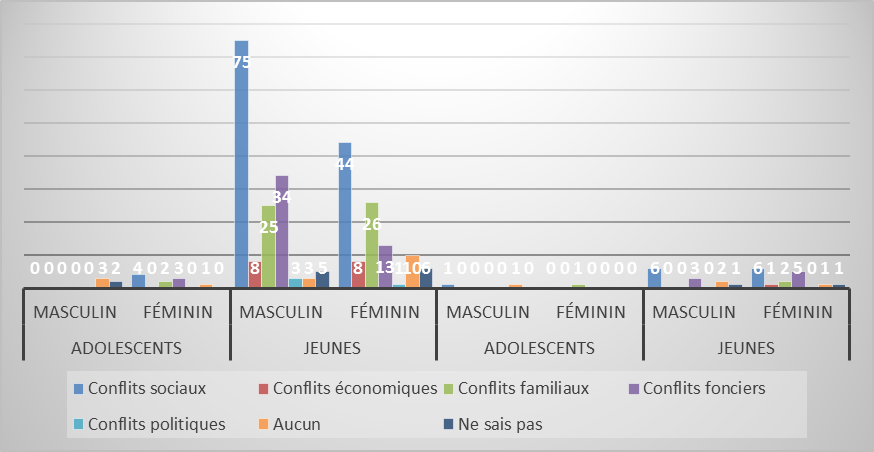 75
44
34
25
26
8 3 3 5 8 13 1 10 6
0 0 0 0 0 3 2 4 0 2 3 0 1 0 1 0 0 0 0 1 0 0 0 1 0 0 0 0 6 0 0 3 0 2 1 6 1 2 5 0 1 1
MASCULIN FÉMININ MASCULIN FÉMININ MASCULIN FÉMININ MASCULIN FÉMININ
ADOLESCENTS JEUNES ADOLESCENTS JEUNES
Conflits sociaux Conflits économiques Conflits familiaux Conflits fonciers
Conflits politiques Aucun Ne sais pas